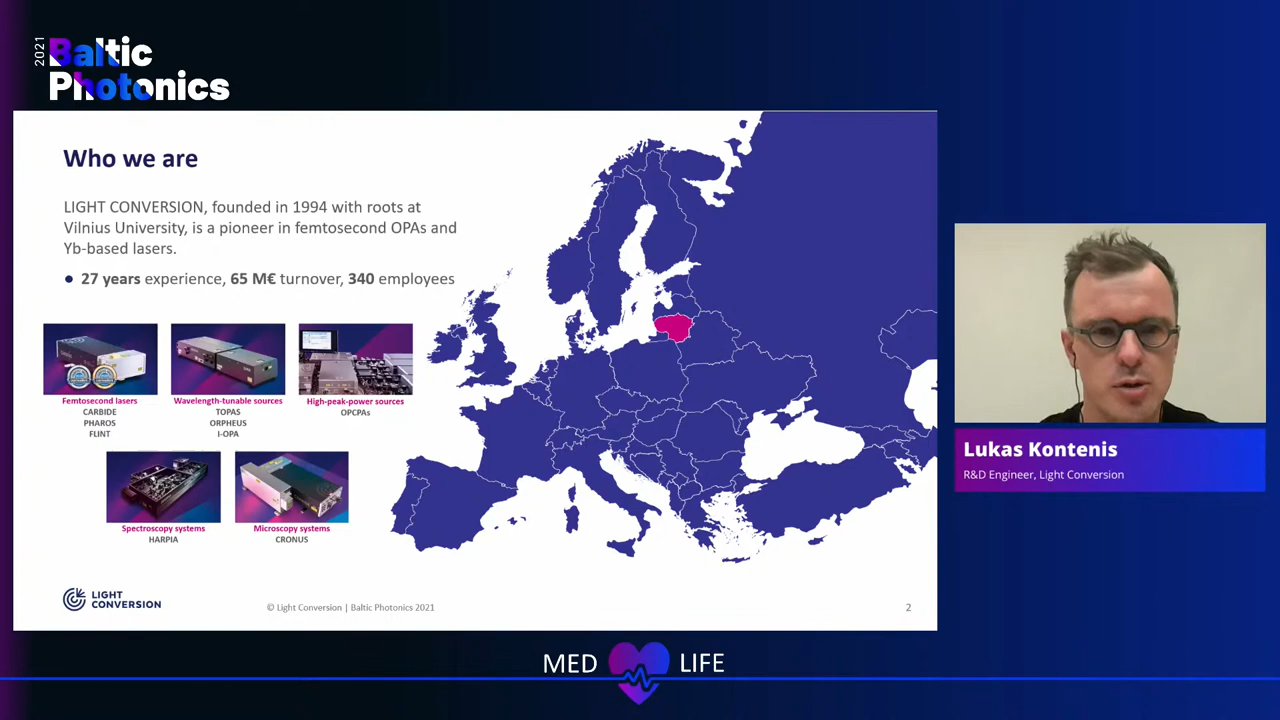 2021
Baltic
Photonics
Who we are
LIGHT CONVERSION, founded in 1994 with roots at
Vilnius University, is a pioneer in femtosecond OPAs and
Yb-based lasers.
● 27 years experience, 65 M€ turnover, 340 employees
Femtosecond lasers
CARBIDE
PHAROS
FLINT
Wavelength-tunable sources
TOPAS
ORPHEUS
I-OPA
High-peak-power sources
OPCPAs
Spectroscopy systems
HARPIA
Microscopy systems
CRONUS
LIGHT
CONVERSION
© Light Conversion | Baltic Photonics 2021
2
Lukas Kontenis
R&D Engineer, Light Conversion
MED LIFE